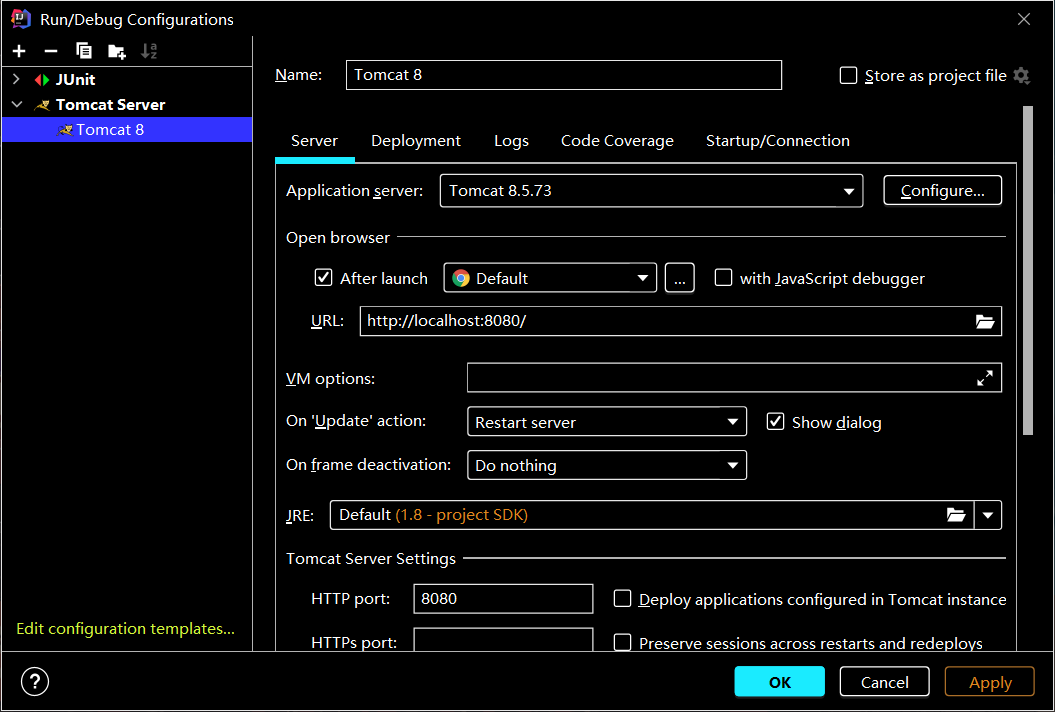 Run/Debug Configurations
JUnit
Tomcat Server
Tomcat 8
Edit configuration templates...
Name: Tomcat 8 Store as project file
Server Deployment Logs Code Coverage Startup/Connection
Application server: Tomcat 8.5.73 Configure...
Open browser
After launch Default ... with JavaScript debugger
URL: http://localhost:8080/
VM options:
On 'Update' action: Restart server Show dialog
On frame deactivation: Do nothing
JRE: Default (1.8 - project SDK)
Tomcat Server Settings
HTTP port: 8080 Deploy applications configured in Tomcat instance
HTTPs port: Preserve sessions across restarts and redeploys
? OK Cancel Apply